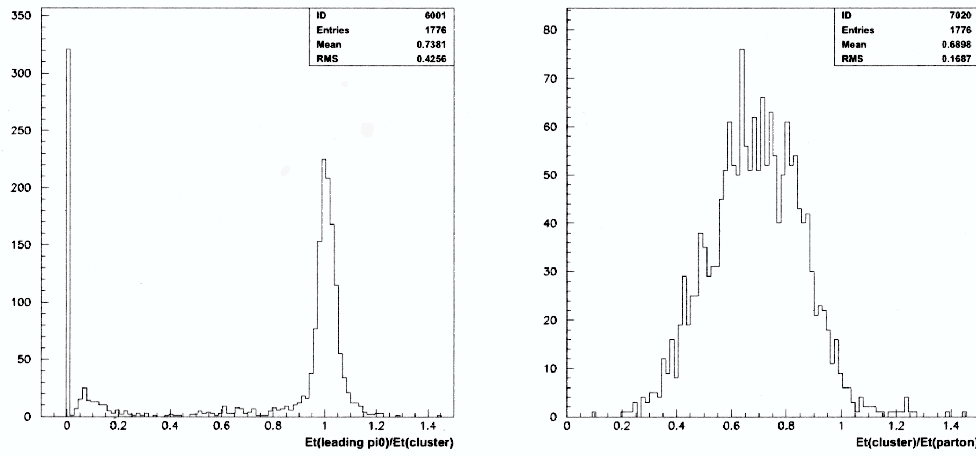 ID 6001
Entries 1776
Mean 0.7381
RMS 0.4256
350
300
250
200
150
100
50
0
0 0.2 0.4 0.6 0.8 1 1.2 1.4
Et(leading pi0)/Et(cluster)
ID 7020
Entries 1776
Mean 0.6898
RMS 0.1687
80
70
60
50
40
30
20
10
0
0 0.2 0.4 0.6 0.8 1 1.2 1.4
Et(cluster)/Et(parton)